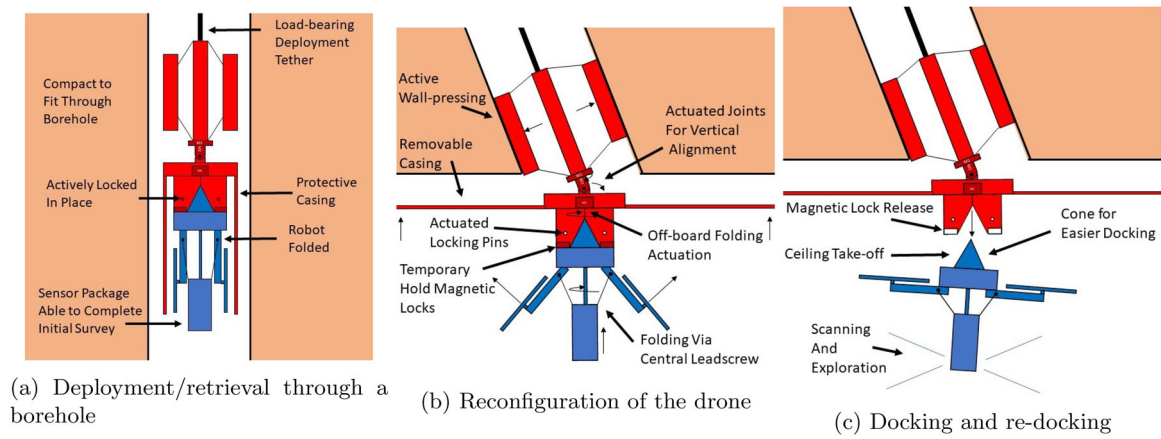 Load-bearing
Deployment
Tether
Compact to
Fit Through
Borehole
Actively Locked
In Place
Protective
Casing
Robot
Folded
Sensor Package
Able to Complete
Initial Survey
(a) Deployment/retrieval through a
borehole
Active
Wall-pressing
Removable
Casing
Actuated Joints
For Vertical
Alignment
Actuated
Locking Pins
Off-board Folding
Actuation
Temporary
Hold Magnetic
Locks
Folding Via
Central Leadscrew
(b) Reconfiguration of the drone
Magnetic Lock Release
Cone for
Easier Docking
Ceiling Take-off
Scanning
And
Exploration
(c) Docking and re-docking